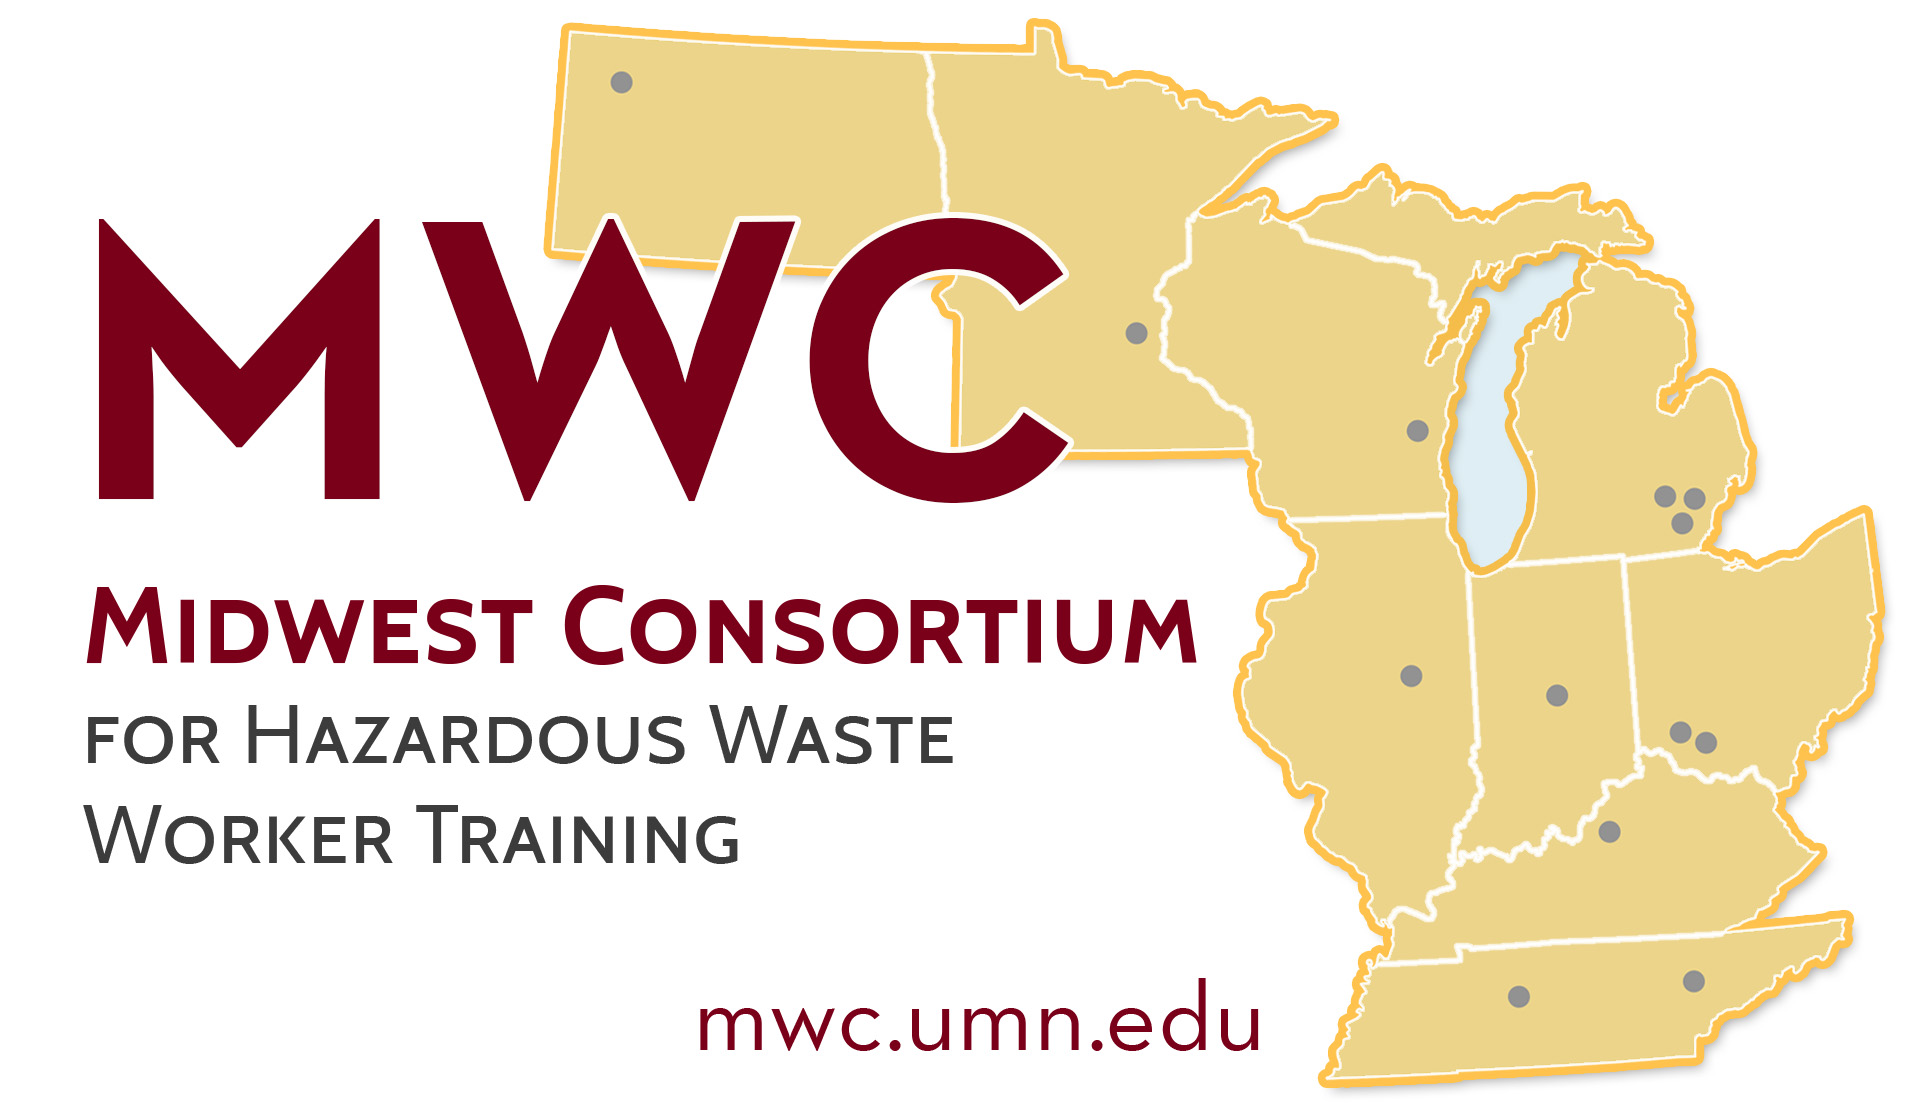 MWC
Midwest Consortium
for Hazardous Waste
Worker Training
mwc.umn.edu